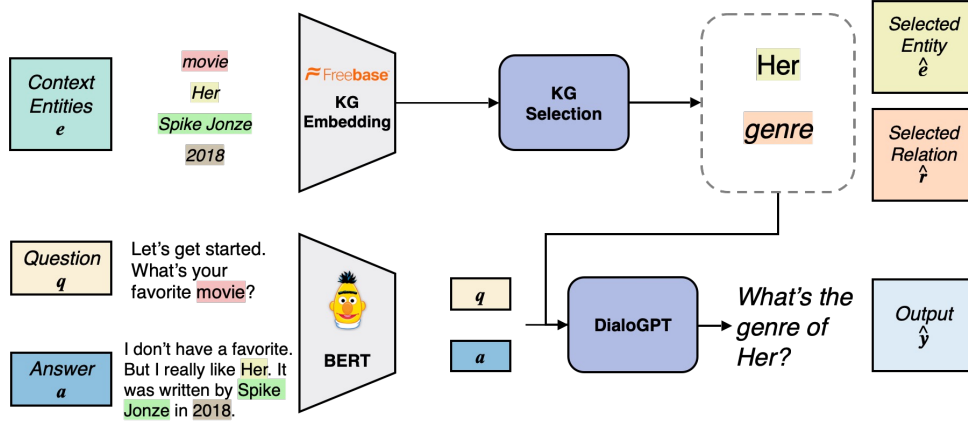 Context
Entities
e
movie
Her
Spike Jonze
2018
Freebase
KG
Embedding
KG
Selection
Her
genre
Selected
Entity
ê
Selected
Relation
r̂
Question
q
Let's get started.
What's your
favorite movie?
Answer
a
I don't have a favorite.
But I really like Her. It
was written by Spike
Jonze in 2018.
BERT
q
a
DialoGPT
What's the
genre of
Her?
Output
ŷ